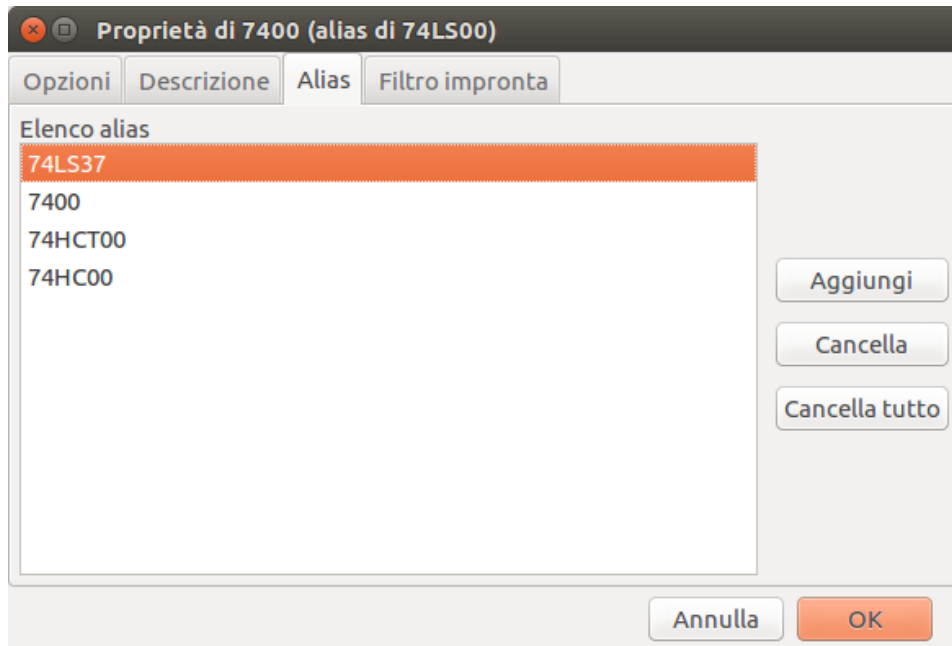 Proprietà di 7400 (alias di 74LS00)
Opzioni Descrizione Alias Filtro impronta
Elenco alias
74LS37
7400
74HCT00
74HC00
Aggiungi
Cancella
Cancella tutto
Annulla OK